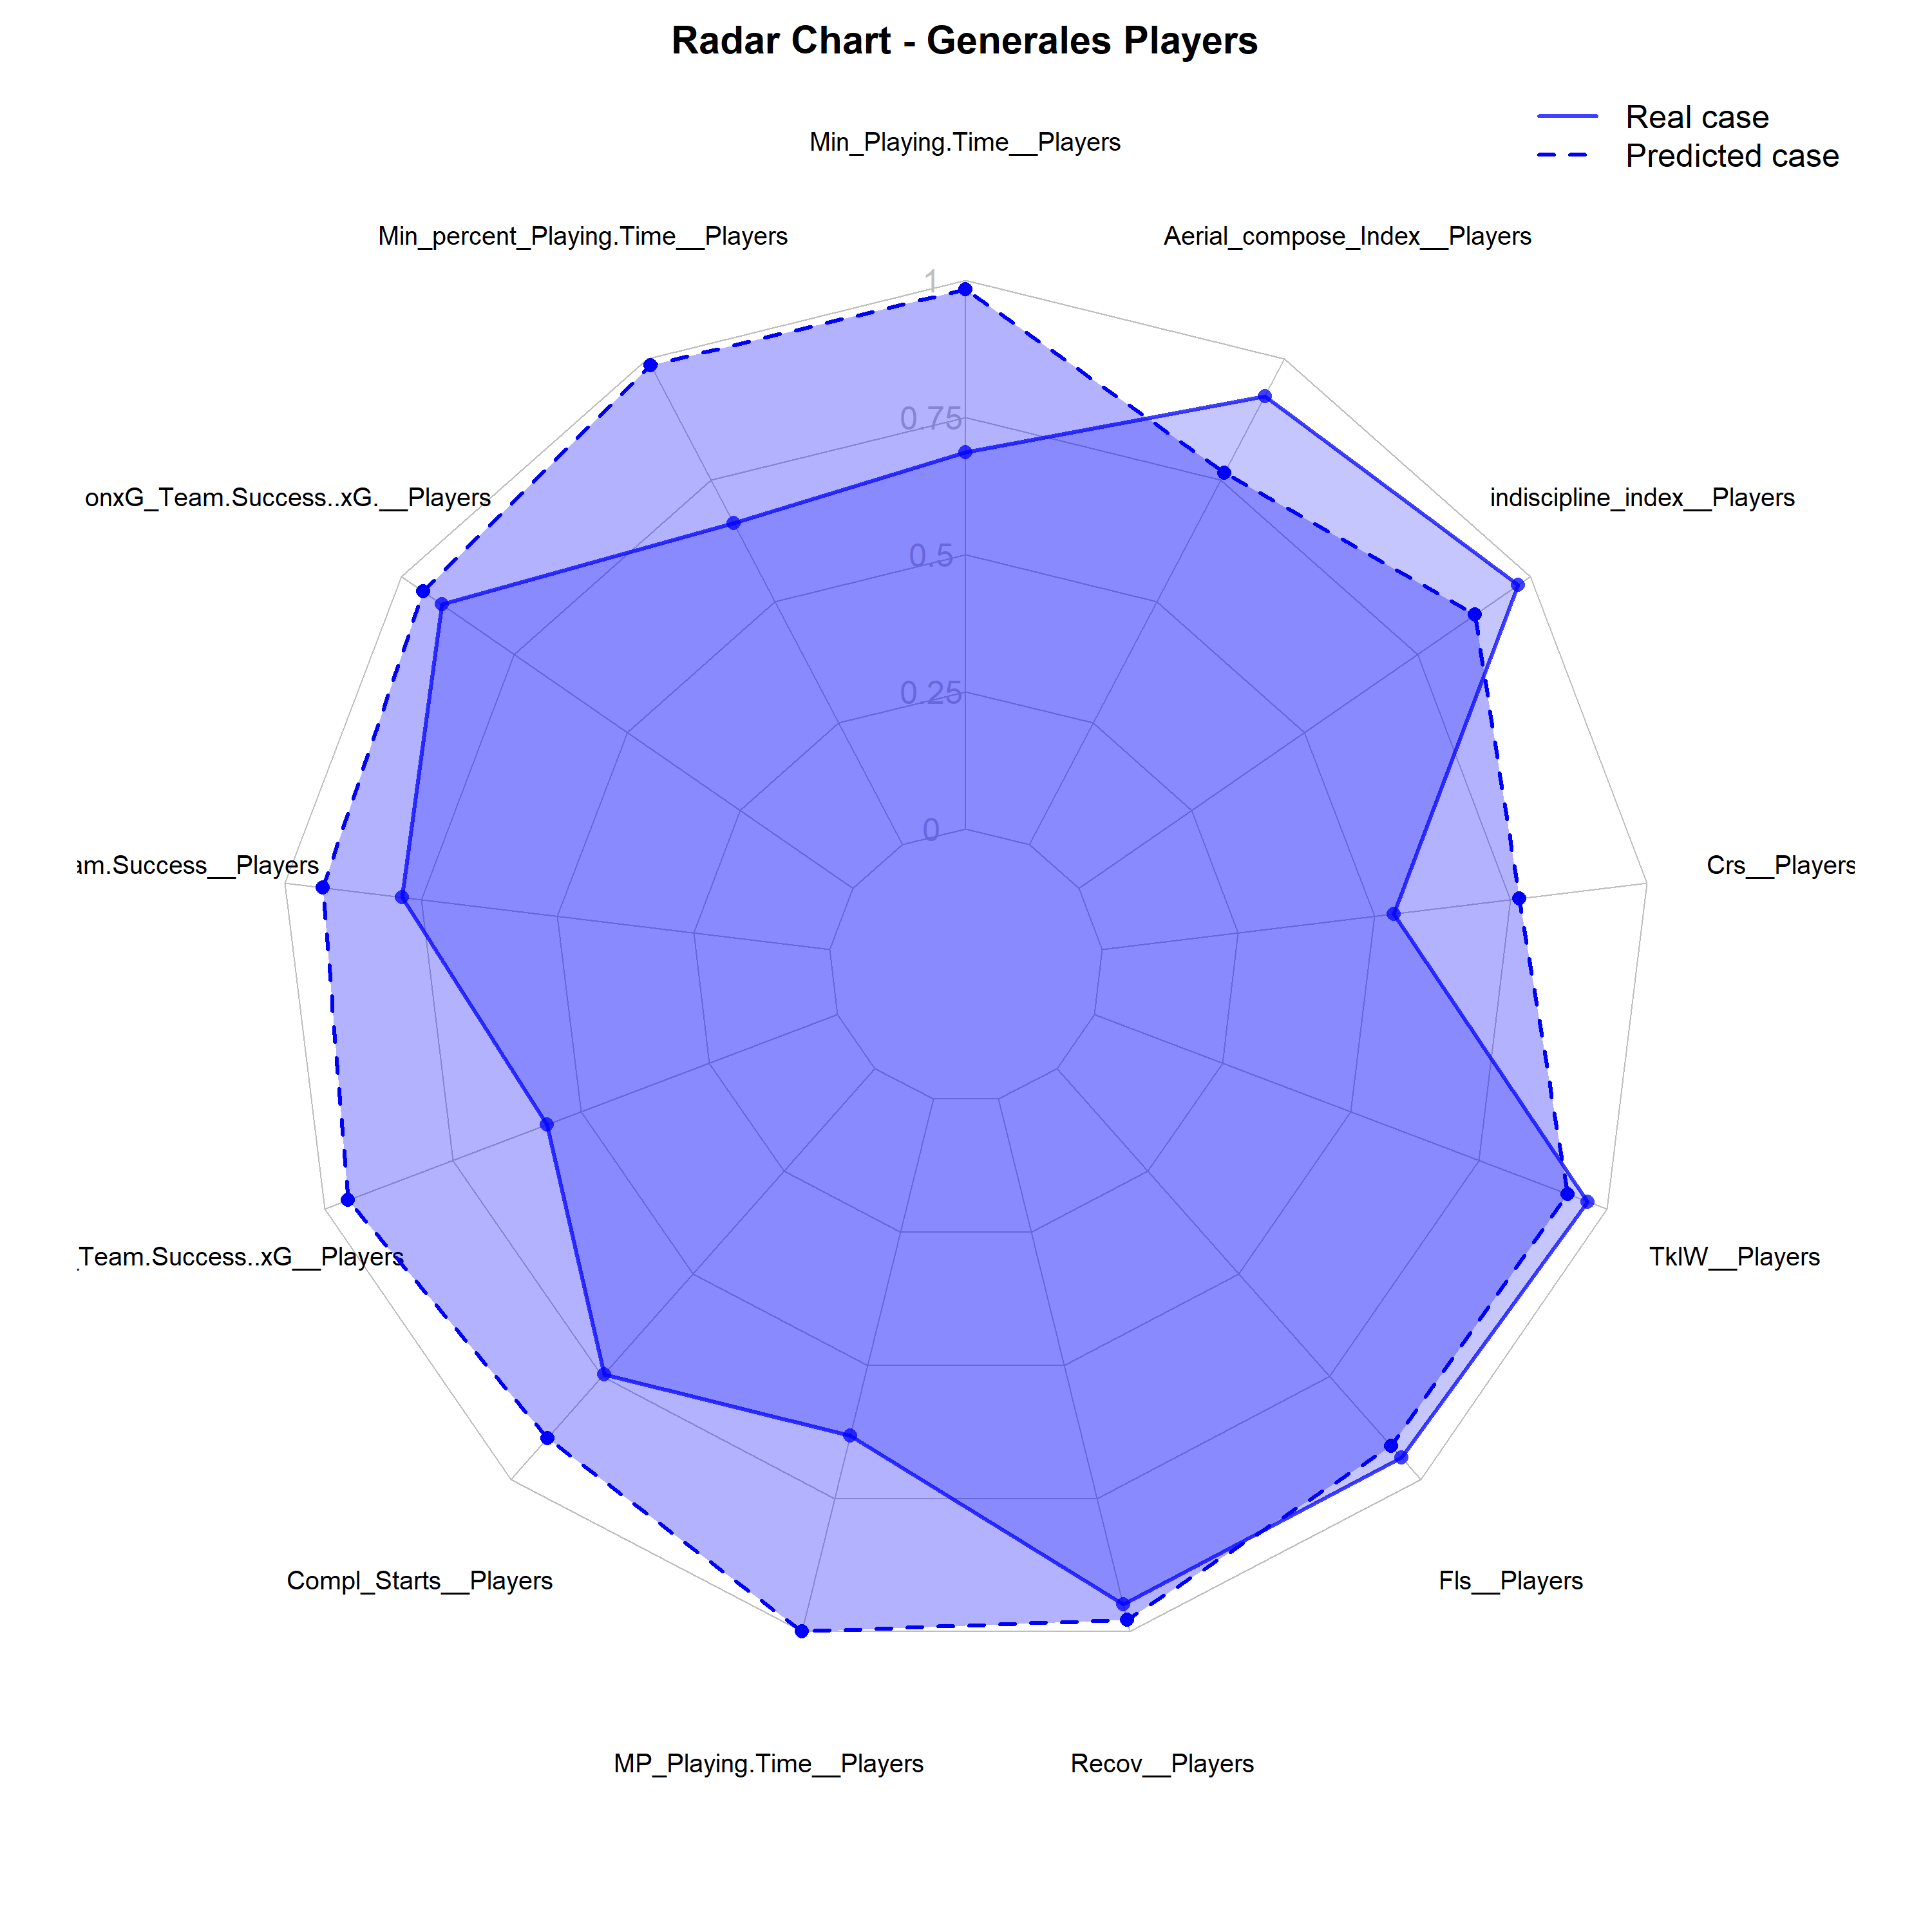 Radar Chart - Generales Players
Real case
Predicted case
Min_Playing.Time__Players
Min_percent_Playing.Time__Players
Aerial_compose_Index__Players
1
0.75
onxG_Team.Success..xG.__Players
indiscipline_index__Players
0.5
0.25
0
am.Success__Players
Crs__Players
_Team.Success..xG__Players
TklW__Players
Compl_Starts__Players
Fls__Players
MP_Playing.Time__Players
Recov__Players